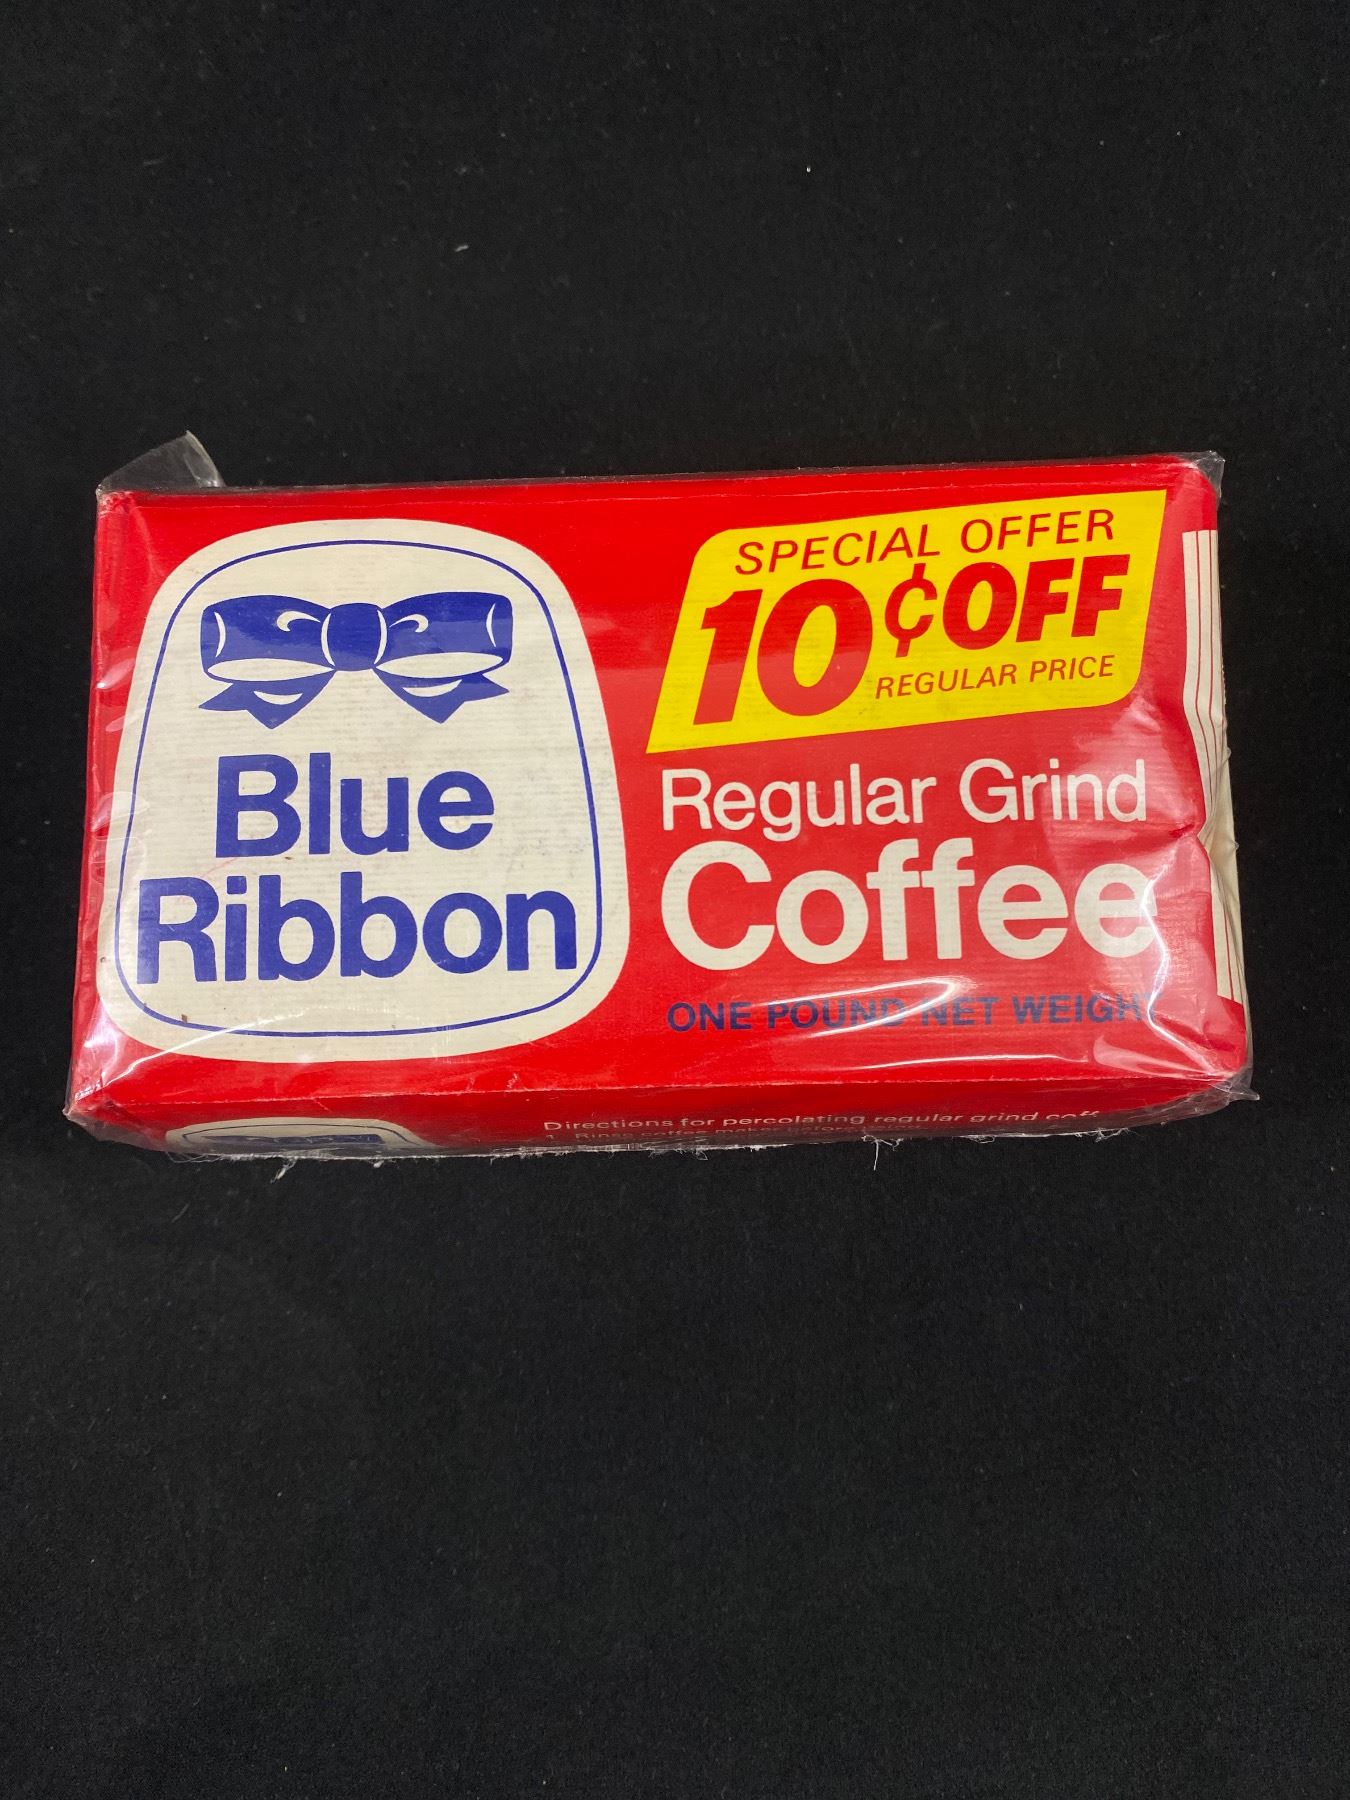 Blue
Ribbon
SPECIAL OFFER
10¢ OFF
REGULAR PRICE
Regular Grind
Coffee
ONE POUND NET WEIGHT
Directions for percolating regular grind